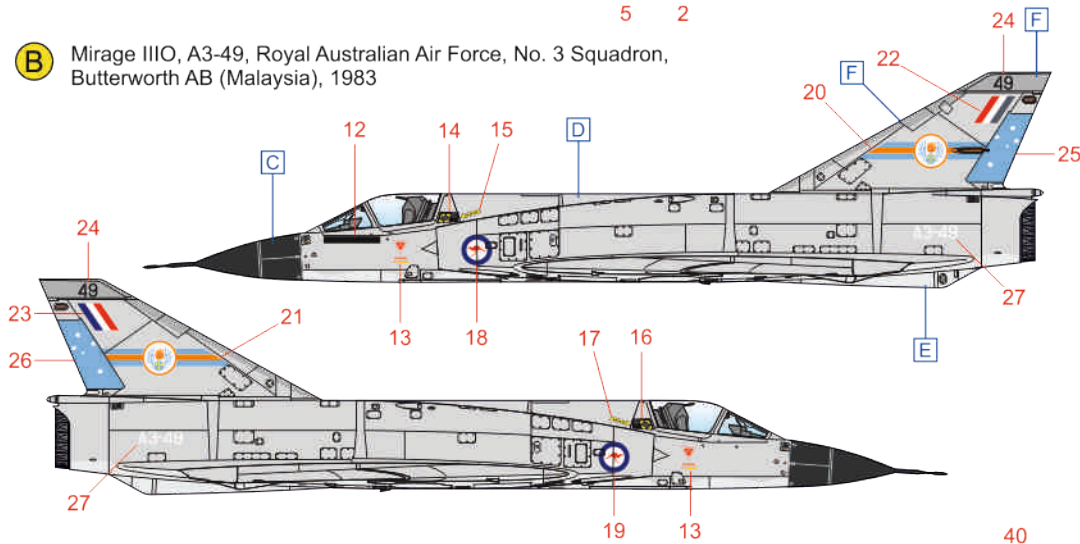 5 2
B Mirage IIIO, A3-49, Royal Australian Air Force, No. 3 Squadron,
Butterworth AB (Malaysia), 1983
24 F
22 F
49
20
12 14 15 D
C
25
A3-49
24
13 18 27
49
23 21 17 16
E
26
A3-49
27 19 13
40